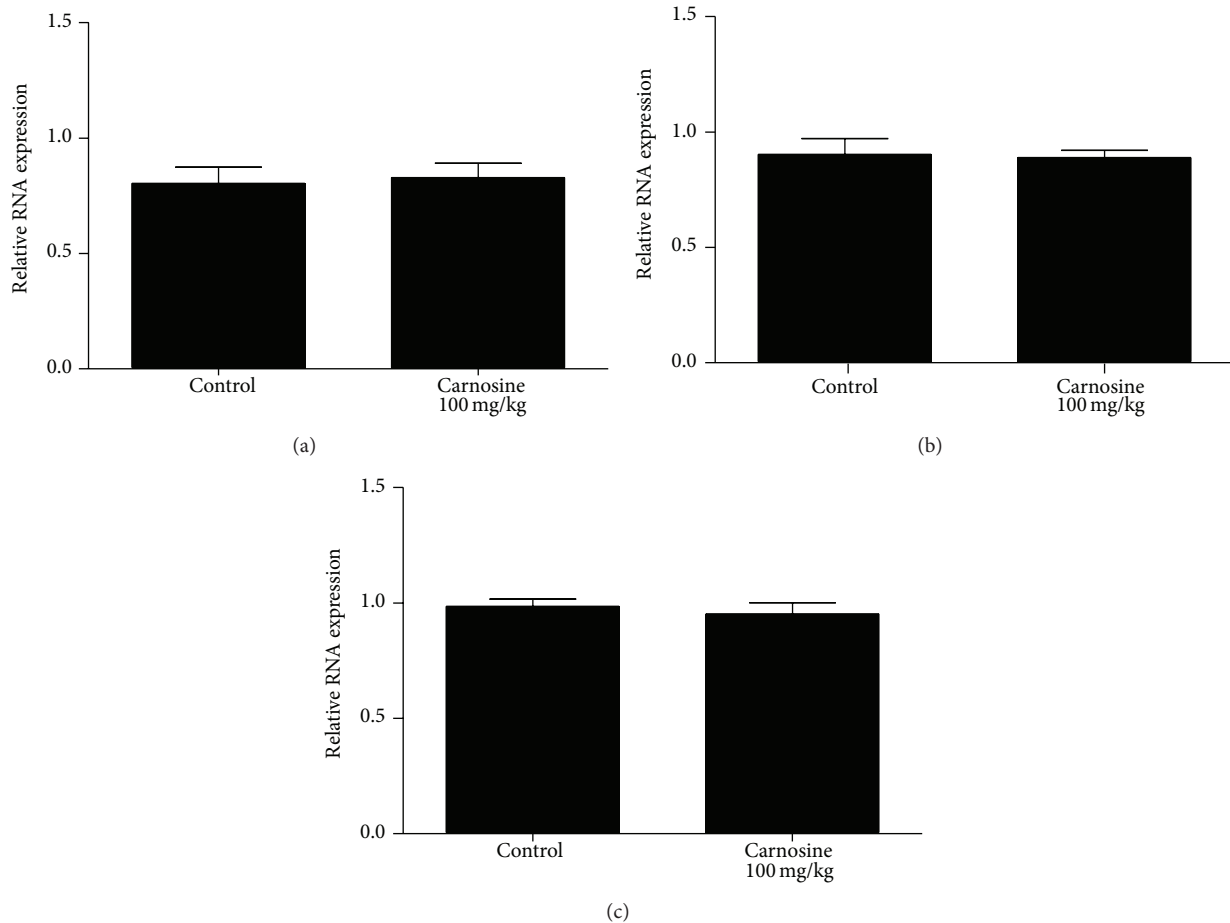 Relative RNA expression
1.5
1.0
0.5
0.0
Control
Carnosine
100 mg/kg
(a)
Relative RNA expression
1.5
1.0
0.5
0.0
Control
Carnosine
100 mg/kg
(b)
Relative RNA expression
1.5
1.0
0.5
0.0
Control
Carnosine
100 mg/kg
(c)